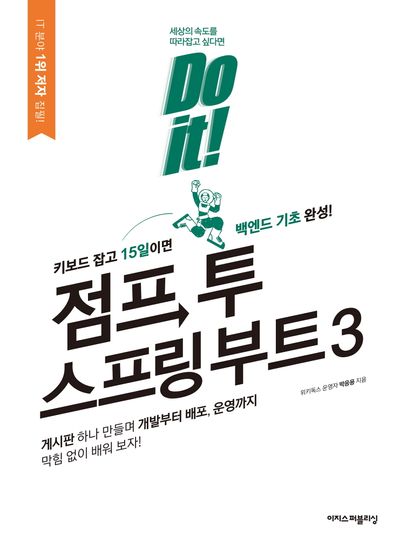 IT 분야 1위 저자 집필!
세상의 속도를
따라잡고 싶다면
Do
it!
키보드 잡고 15일이면
백엔드 기초 완성!
점프 투
스프링 부트 3
위키독스 운영자 박응용 지음
게시판 하나 만들며 개발부터 배포, 운영까지
막힘 없이 배워 보자!
이지스 퍼블리싱